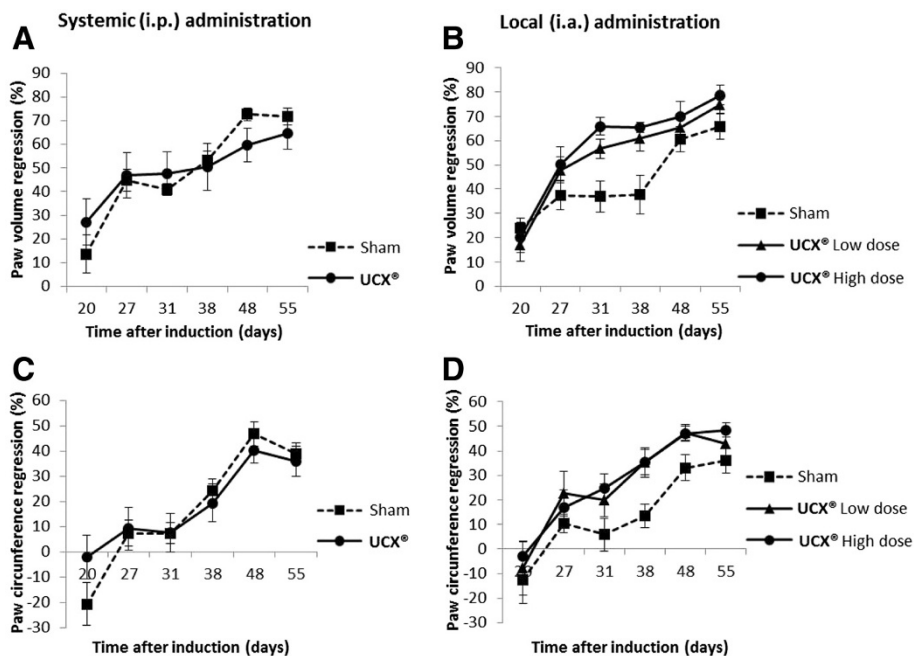 Systemic (i.p.) administration
Local (i.a.) administration
A
Paw volume regression (%)
90
80
70
60
50
40
30
20
10
0
20 27 31 38 48 55
Time after induction (days)
Sham
UCX®
B
Paw volume regression (%)
90
80
70
60
50
40
30
20
10
0
20 27 31 38 48 55
Time after induction (days)
Sham
UCX® Low dose
UCX® High dose
C
Paw circunference regression (%)
60
50
40
30
20
10
0
-10
-20
-30
20 27 31 38 48 55
Time after induction (days)
Sham
UCX®
D
Paw circunference regression (%)
60
50
40
30
20
10
0
-10
-20
-30
27 31 38 48 55
Time after induction (days)
Sham
UCX® Low dose
UCX® High dose